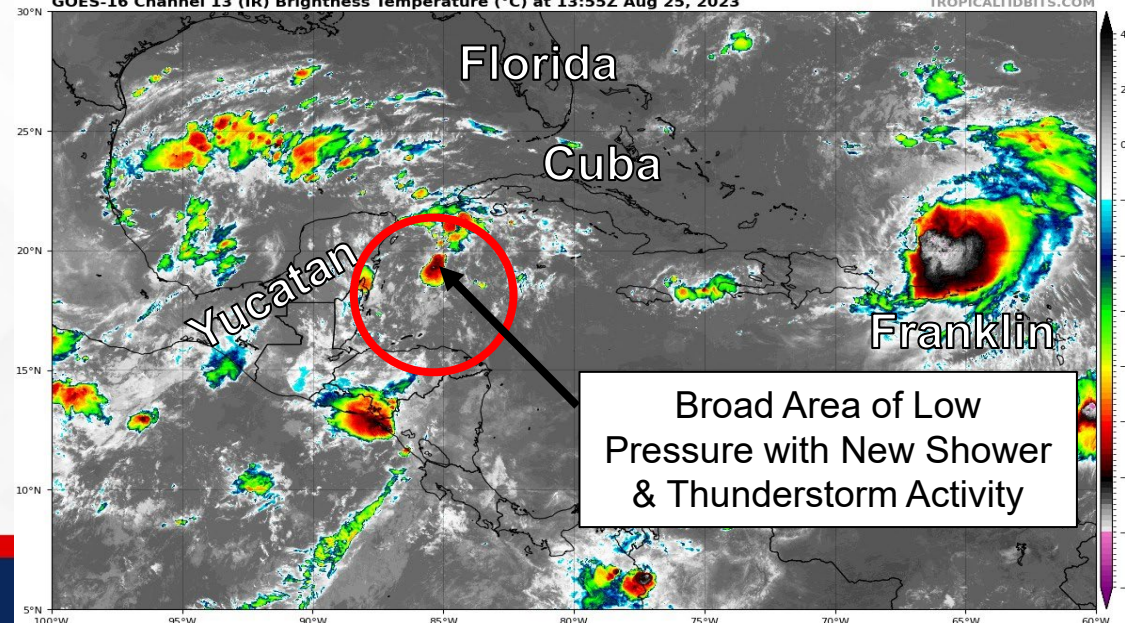 GOES-16 Channel 13 (IR) Brightness Temperature (°C) at 13:55Z Aug 25, 2023
TROPICALTIDBITS.COM
30°N
25°N
20°N
15°N
10°N
5°N
Florida
Cuba
Yucatan
Franklin
Broad Area of Low
Pressure with New Shower
& Thunderstorm Activity
100°W 95°W 90°W 85°W 80°W 75°W 70°W 65°W 60°W